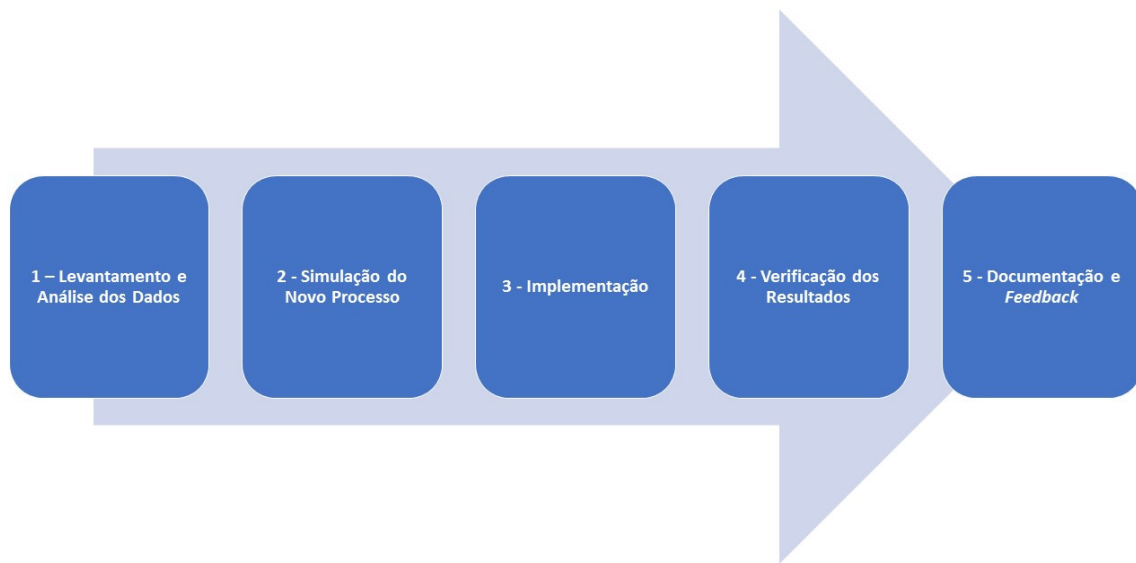 1 – Levantamento e
Análise dos Dados
2 - Simulação do
Novo Processo
3 - Implementação
4 - Verificação dos
Resultados
5 - Documentação e
Feedback